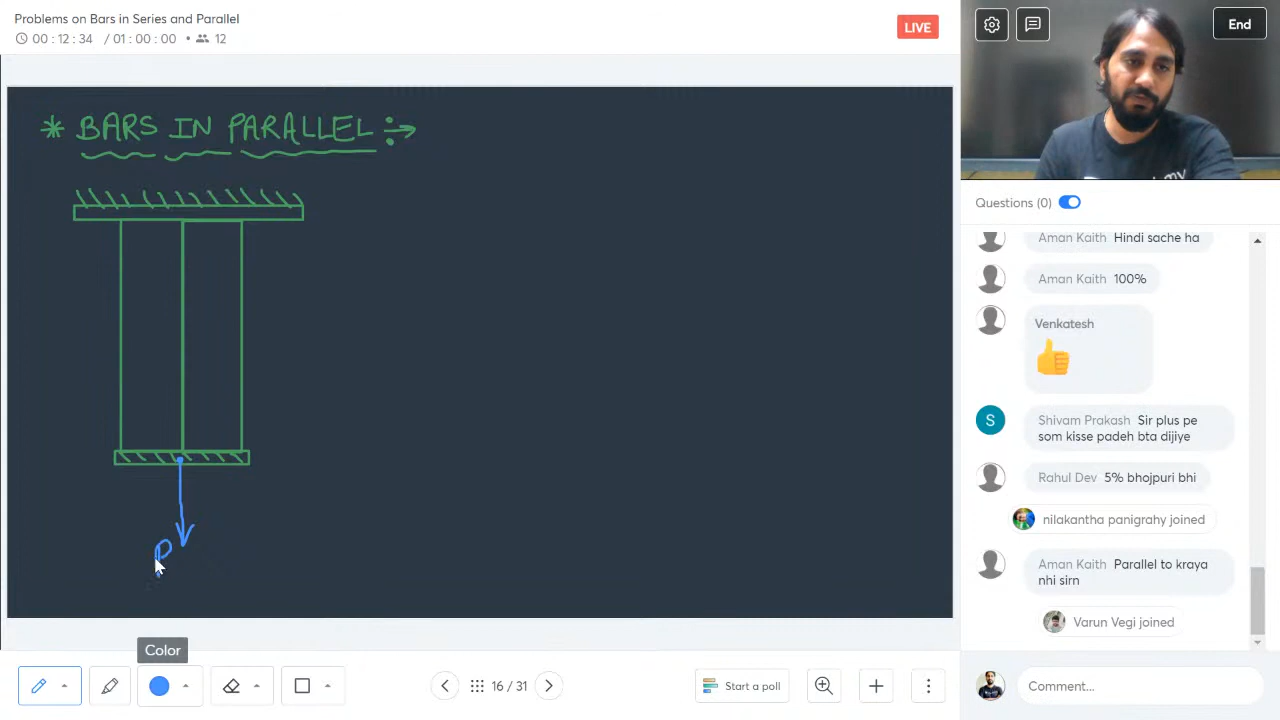 Problems on Bars in Series and Parallel
00 : 12 : 34 / 01 : 00 : 00 • 12
LIVE
End
* BARS IN PARALLEL ÷→
P
Questions (0)
Aman Kaith Hindi sache ha
Aman Kaith 100%
Venkatesh
S
Shivam Prakash Sir plus pe
som kisse padeh bta dijiye
Rahul Dev 5% bhojpuri bhi
nilakantha panigrahy joined
Aman Kaith Parallel to kraya
nhi sirn
Varun Vegi joined
Color
16 / 31
Start a poll
Comment...